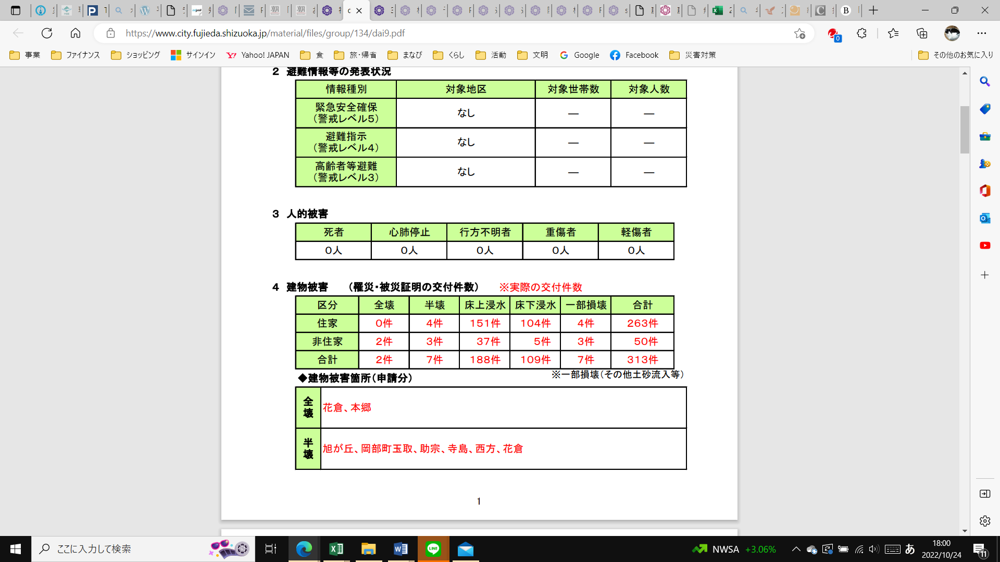 https://www.city.fujieda.shizuoka.jp/material/files/group/134/dai9.pdf
0
事業 ファイナンス ショッピング サインイン Yahoo! JAPAN 食 旅・帰省 まなび くらし 活動 文明 Google Facebook 災害対策 その他のお気に入り
2 避難情報等の発表状況
情報種別 対象地区 対象世帯数 対象人数
緊急安全確保
（警戒レベル5） なし ― ―
避難指示
（警戒レベル4） なし ― ―
高齢者等避難
（警戒レベル3） なし ― ―
3 人的被害
死者 心肺停止 行方不明者 重傷者 軽傷者
0人 0人 0人 0人 0人
4 建物被害 （罹災・被災証明の交付件数） ※実際の交付件数
区分 全壊 半壊 床上浸水 床下浸水 一部損壊 合計
住家 0件 4件 151件 104件 4件 263件
非住家 2件 3件 37件 5件 3件 50件
合計 2件 7件 188件 109件 7件 313件
※一部損壊（その他土砂流入等）
◆建物被害箇所（申請分）
全壊 花倉、本郷
半壊 旭が丘、岡部町玉取、助宗、寺島、西方、花倉
1
ここに入力して検索
NWSA +3.06%
あ
18:00
2022/10/24
11